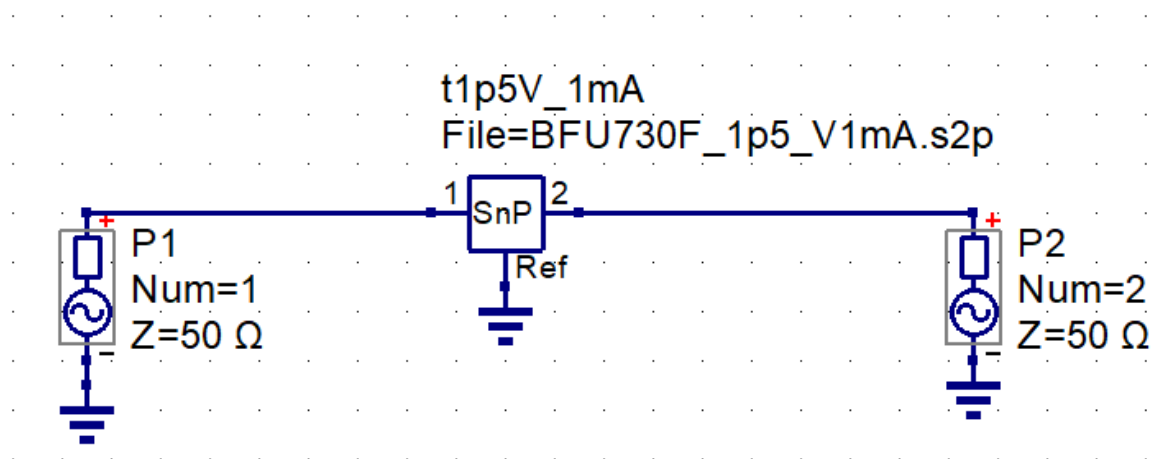 t1p5V_1mA
File=BFU730F_1p5_V1mA.s2p
1
SnP
2
Ref
+
P1
Num=1
Z=50 Ω
−
+
P2
Num=2
Z=50 Ω
−